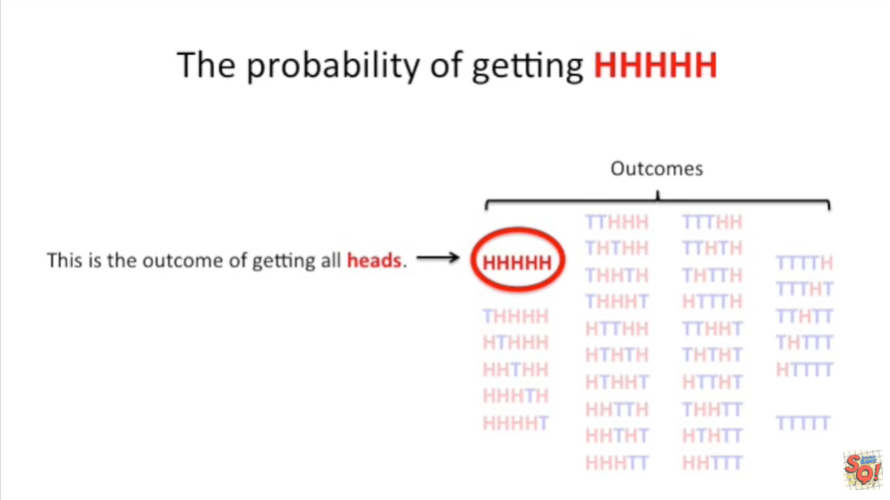 The probability of getting HHHHH
Outcomes
This is the outcome of getting all heads.
HHHHH
THHHH
HTHHH
HHTHH
HHHTH
HHHHT
TTHHH
THTHH
THHTH
THHHT
HTTHH
HTHTH
HTHHT
HHTTH
HHTHT
HHHTT
TTTHH
TTHTH
THTTH
HTTTH
TTHHT
THTHT
HTTHT
THHTT
HTHTT
HHTTT
TTTTH
TTTHT
TTHTT
THTTT
HTTTT
TTTTT
SQ!